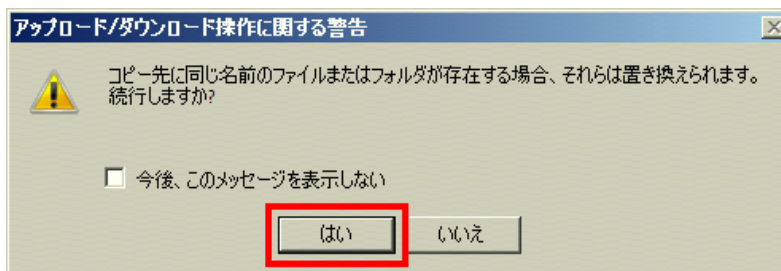 アップロード/ダウンロード操作に関する警告
コピー先に同じ名前のファイルまたはフォルダが存在する場合、それらは置き換えられます。
続行しますか?
今後、このメッセージを表示しない
はい いいえ